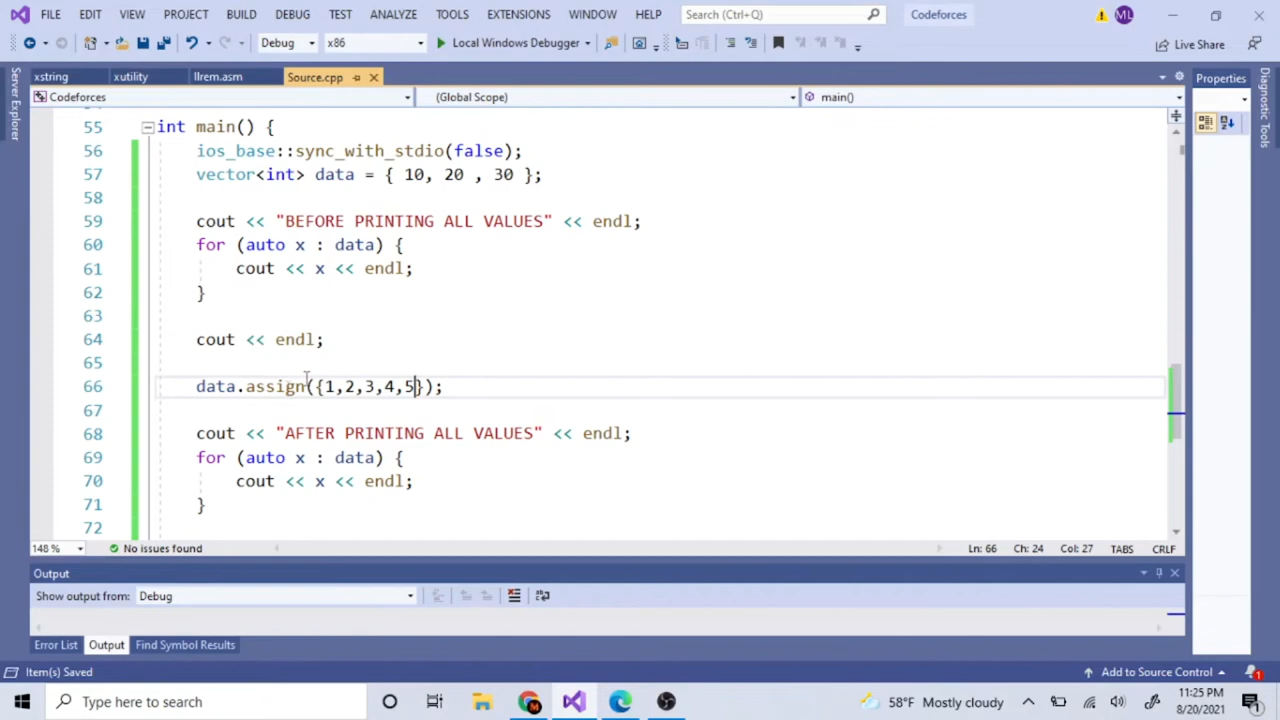 FILE EDIT VIEW PROJECT BUILD DEBUG TEST ANALYZE TOOLS EXTENSIONS WINDOW HELP Search (Ctrl+Q) Codeforces ML
Debug x86 Local Windows Debugger Live Share
xstring xutility llrem.asm Source.cpp Properties
Codeforces (Global Scope) main()
Server Explorer
Diagnostic Tools
55 int main() {
56 ios_base::sync_with_stdio(false);
57 vector<int> data = { 10, 20 , 30 };
58
59 cout << "BEFORE PRINTING ALL VALUES" << endl;
60 for (auto x : data) {
61 cout << x << endl;
62 }
63
64 cout << endl;
65
66 data.assign({1,2,3,4,5});
67
68 cout << "AFTER PRINTING ALL VALUES" << endl;
69 for (auto x : data) {
70 cout << x << endl;
71 }
72
148 % No issues found Ln: 66 Ch: 24 Col: 27 TABS CRLF
Output
Show output from: Debug
Error List Output Find Symbol Results
Item(s) Saved Add to Source Control 1
Type here to search M 58°F Mostly cloudy 11:25 PM
8/20/2021 1